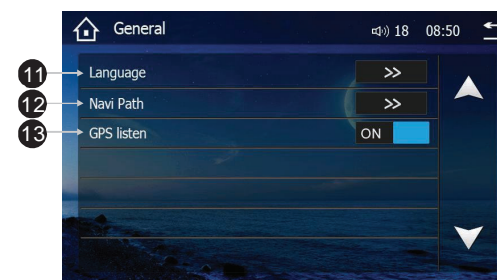 General 18 08:50
11 Language >>
12 Navi Path >>
13 GPS listen ON